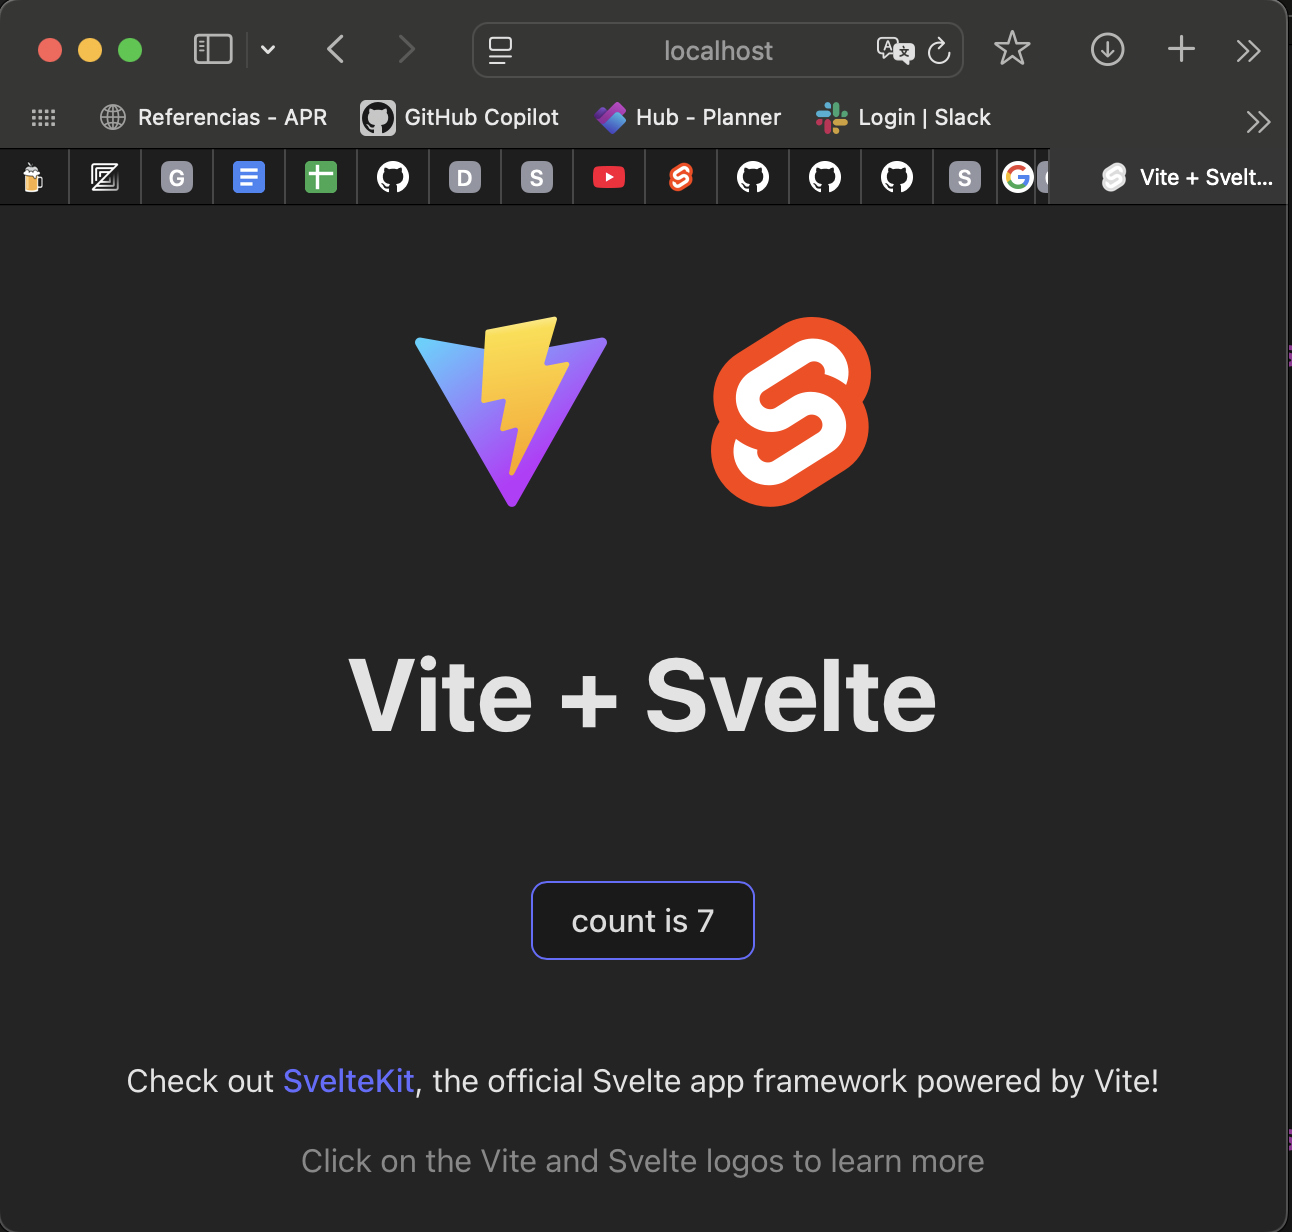 localhost
Referencias - APR GitHub Copilot Hub - Planner Login | Slack
G D S S G Vite + Svelt...
Vite + Svelte
count is 7
Check out SvelteKit, the official Svelte app framework powered by Vite!
Click on the Vite and Svelte logos to learn more